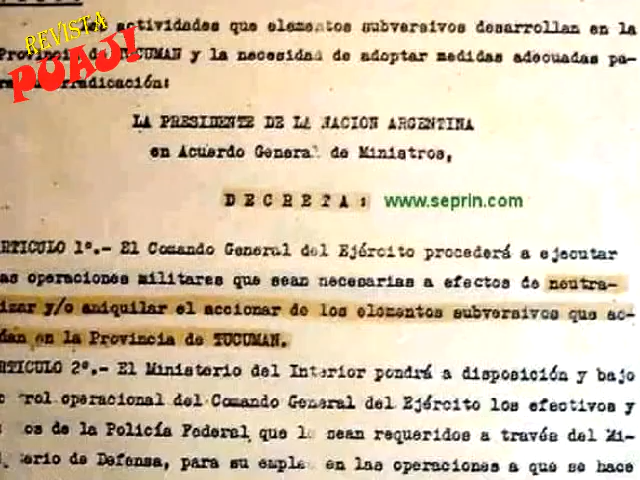 REVISTA
POAJ!
actividades que elementos subversivos desarrollan en la
Provincia de TUCUMAN y la necesidad de adoptar medidas adecuadas pa-
erradicación:
LA PRESIDENTE DE LA NACION ARGENTINA
en Acuerdo General de Ministros,
DECRETA:
www.seprin.com
ARTICULO 1º.- El Comando General del Ejército procederá a ejecutar
las operaciones militares que sean necesarias a efectos de neutra-
lizar y/o aniquilar el accionar de los elementos subversivos que ac-
túan en la Provincia de TUCUMAN.
ARTICULO 2º.- El Ministerio del Interior pondrá a disposición y bajo
control operacional del Comando General del Ejército los efectivos y
de la Policía Federal que le sean requeridos a través del Mi-
nisterio de Defensa, para su empleo en las operaciones a que se hace